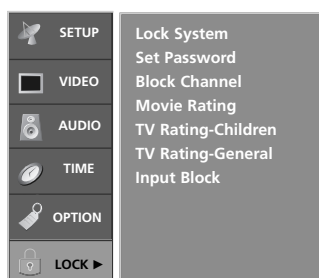 SETUP
VIDEO
AUDIO
TIME
OPTION
LOCK ►
Lock System
Set Password
Block Channel
Movie Rating
TV Rating-Children
TV Rating-General
Input Block